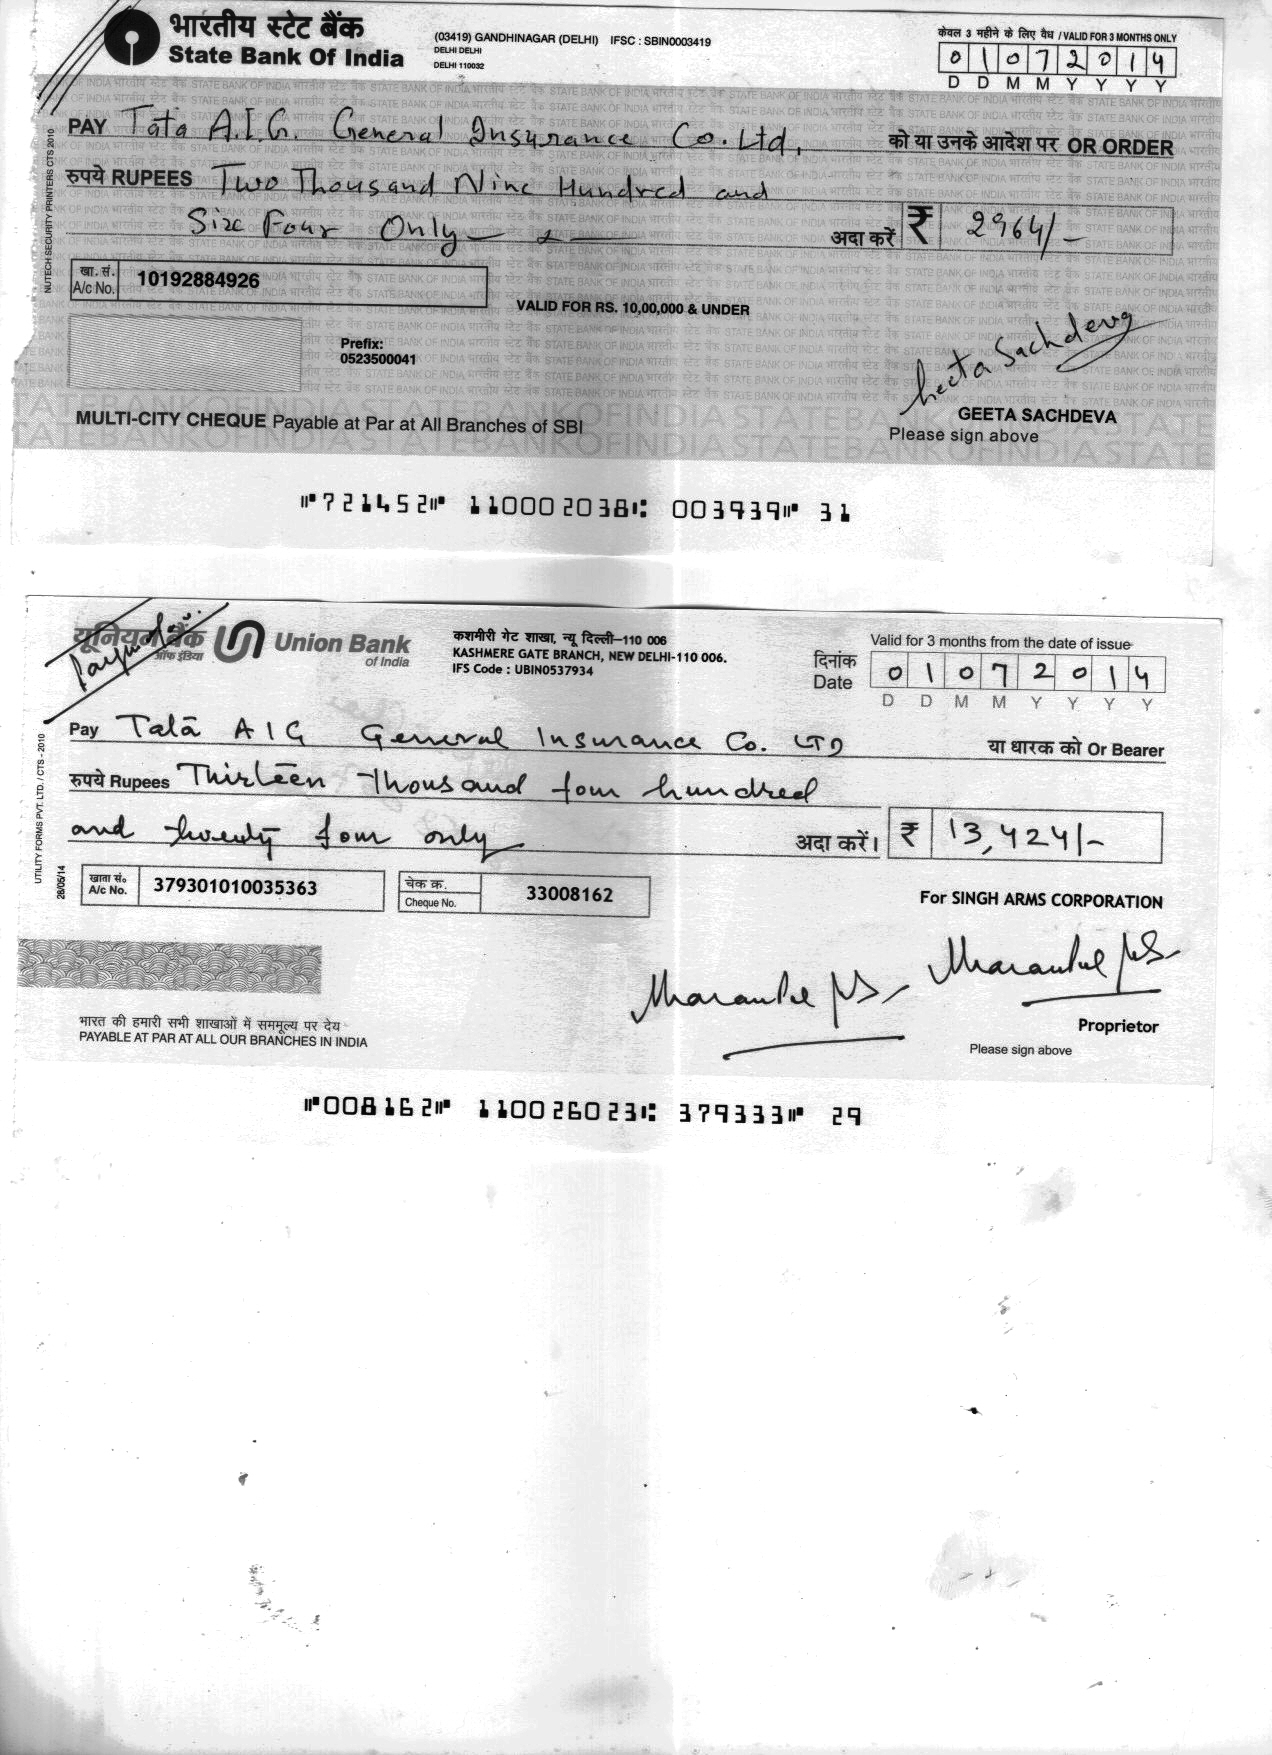 भारतीय स्टेट बैंक
State Bank Of India
(03419) GANDHINAGAR (DELHI) IFSC : SBIN0003419
DELHI DELHI
DELHI 110032
केवल 3 महीने के लिए वैध / VALID FOR 3 MONTHS ONLY
0 1 0 7 2 0 1 4
D D M M Y Y Y Y
PAY Tata A.I.G. General Insurance Co. Ltd. को या उनके आदेश पर OR ORDER
रुपये RUPEES Two Thousand Nine Hundred and
Six Four Only अदा करें ₹ 2964/-
खा. सं. A/c No. 10192884926
VALID FOR RS. 10,00,000 & UNDER
Prefix:
0523500041
Geeta Sachdeva
GEETA SACHDEVA
MULTI-CITY CHEQUE Payable at Par at All Branches of SBI
Please sign above
NUTECH SECURITY PRINTERS CTS 2010
⑈721452⑈ 110002038⑆ 003939⑈ 31
यूनियन बैंक
ऑफ इंडिया
Union Bank
of India
कशमीरी गेट शाखा, न्यू दिल्ली-110 006
KASHMERE GATE BRANCH, NEW DELHI-110 006.
IFS Code : UBIN0537934
Valid for 3 months from the date of issue
दिनांक
Date 0 1 0 7 2 0 1 4
D D M M Y Y Y Y
Pay Tata AIG General Insurance Co. LTD या धारक को Or Bearer
रुपये Rupees Thirteen thousand four hundred
and twenty four only अदा करें। ₹ 13,424/-
खाता सं. A/c No. 379301010035363
चेक क्र. Cheque No. 33008162
For SINGH ARMS CORPORATION
Proprietor
Please sign above
भारत की हमारी सभी शाखाओं में सममूल्य पर देय
PAYABLE AT PAR AT ALL OUR BRANCHES IN INDIA
UTILITY FORMS PVT. LTD. / CTS - 2010
26/05/14
⑈008162⑈ 110026023⑆ 379333⑈ 29